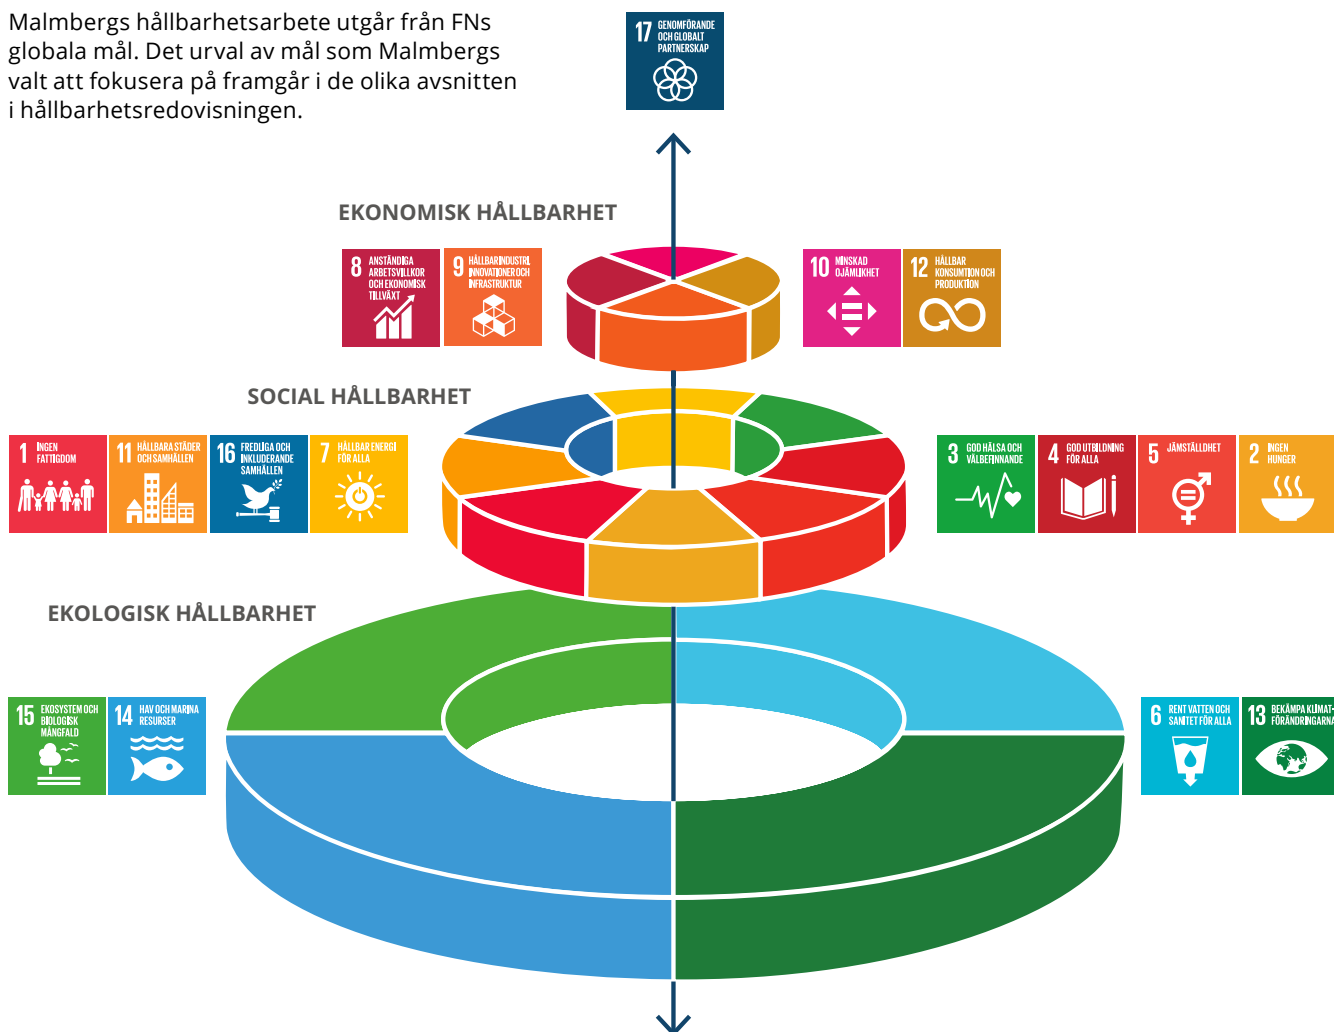 Malmbergs hållbarhetsarbete utgår från FNs
globala mål. Det urval av mål som Malmbergs
valt att fokusera på framgår i de olika avsnitten
i hållbarhetsredovisningen.
17 GENOMFÖRANDE
OCH GLOBALT
PARTNERSKAP
EKONOMISK HÅLLBARHET
8 ANSTÄNDIGA
ARBETSVILLKOR
OCH EKONOMISK
TILLVÄXT
9 HÅLLBAR INDUSTRI,
INNOVATIONER OCH
INFRASTRUKTUR
10 MINSKAD
OJÄMLIKHET
12 HÅLLBAR
KONSUMTION OCH
PRODUKTION
SOCIAL HÅLLBARHET
1 INGEN
FATTIGDOM
11 HÅLLBARA STÄDER
OCH SAMHÄLLEN
16 FREDLIGA OCH
INKLUDERANDE
SAMHÄLLEN
7 HÅLLBAR ENERGI
FÖR ALLA
3 GOD HÄLSA OCH
VÄLBEFINNANDE
4 GOD UTBILDNING
FÖR ALLA
5 JÄMSTÄLLDHET
2 INGEN
HUNGER
EKOLOGISK HÅLLBARHET
15 EKOSYSTEM OCH
BIOLOGISK
MÅNGFALD
14 HAV OCH MARINA
RESURSER
6 RENT VATTEN OCH
SANITET FÖR ALLA
13 BEKÄMPA KLIMAT-
FÖRÄNDRINGARNA